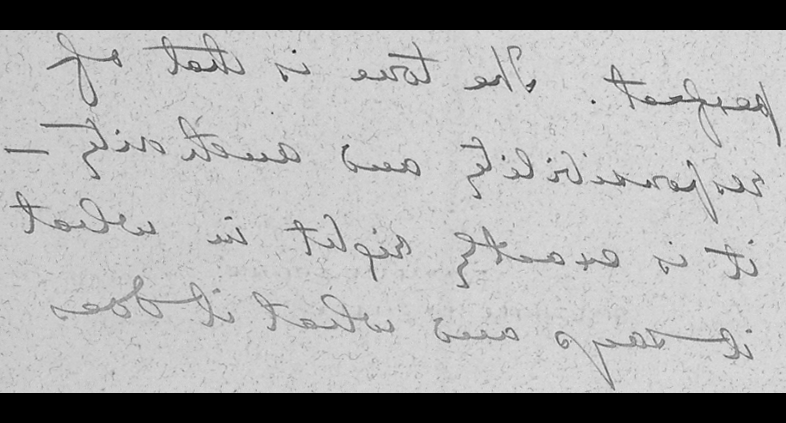 perfect. The tone is that of
responsibility and authority —
it is exactly right in what
it says and what it does